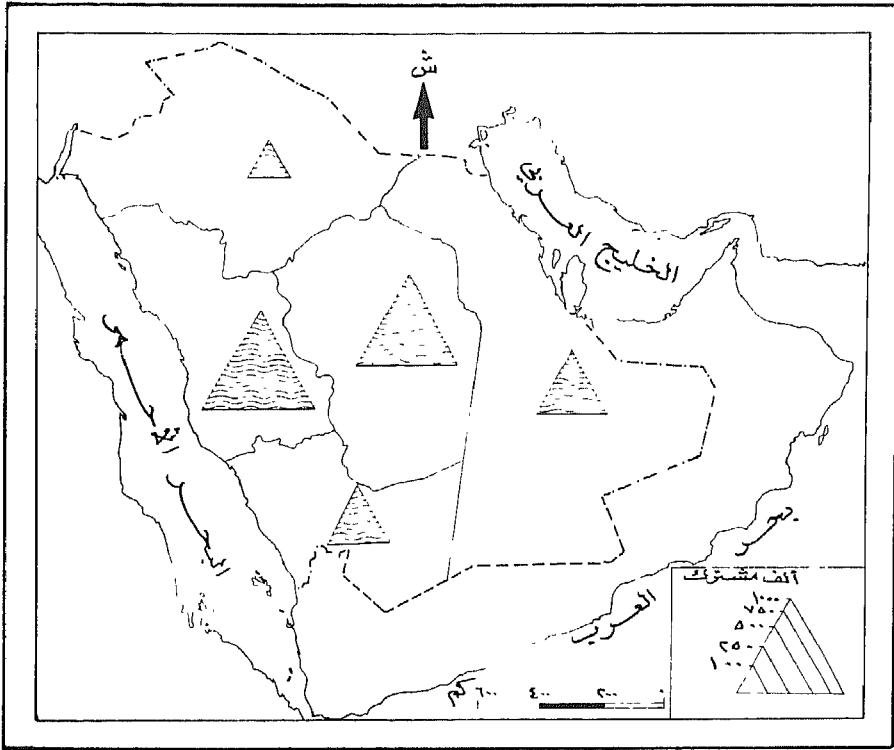 ش
الخليج العربي
البحر الأحمر
بحر
العرب
ألف مشترك
١٠٠٠
٧٥٠
٥٠٠
٢٥٠
١٠٠
٠ ٢٠٠ ٤٠٠ ٦٠٠ كم